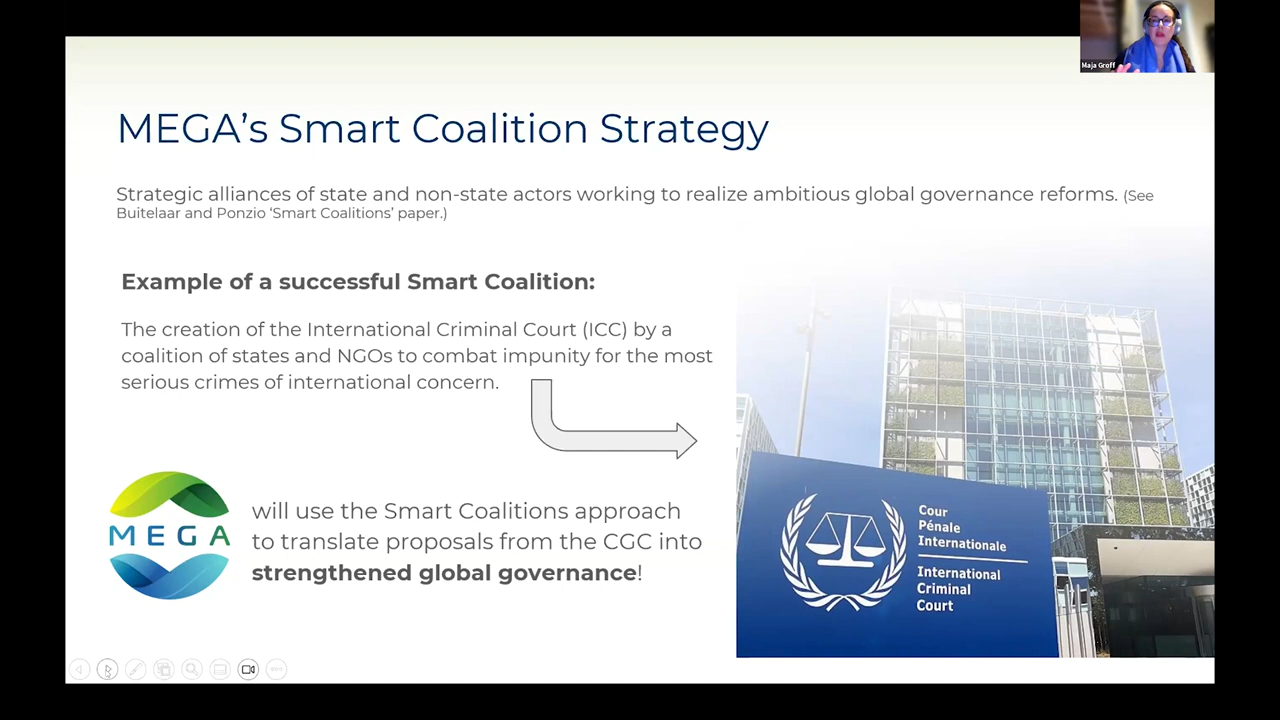 Maja Groff
MEGA's Smart Coalition Strategy
Strategic alliances of state and non-state actors working to realize ambitious global governance reforms. (See
Buitelaar and Ponzio ‘Smart Coalitions’ paper.)
Example of a successful Smart Coalition:
The creation of the International Criminal Court (ICC) by a
coalition of states and NGOs to combat impunity for the most
serious crimes of international concern.
MEGA
will use the Smart Coalitions approach
to translate proposals from the CGC into
strengthened global governance!
Cour
Pénale
Internationale
International
Criminal
Court